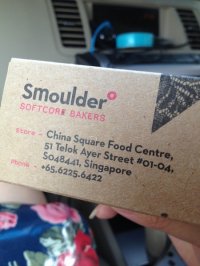 Smoulder
SOFTCORE BAKERS
Store - China Square Food Centre,
51 Telok Ayer Street #01-04,
S048441, Singapore
Phone - +65.6225.6422